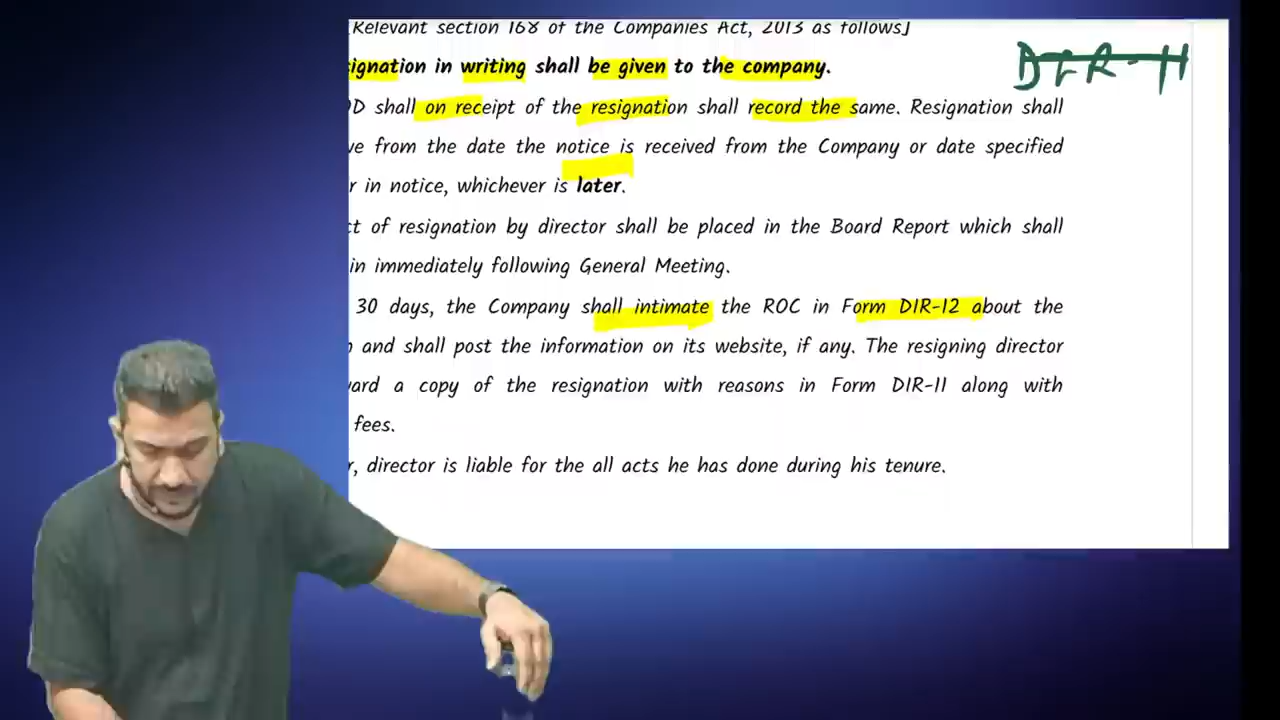 [Relevant section 168 of the Companies Act, 2013 as follows]
DIR-11
ignation in writing shall be given to the company.
OD shall on receipt of the resignation shall record the same. Resignation shall
ve from the date the notice is received from the Company or date specified
r in notice, whichever is later.
ct of resignation by director shall be placed in the Board Report which shall
in immediately following General Meeting.
30 days, the Company shall intimate the ROC in Form DIR-12 about the
n and shall post the information on its website, if any. The resigning director
ard a copy of the resignation with reasons in Form DIR-11 along with
fees.
r, director is liable for the all acts he has done during his tenure.